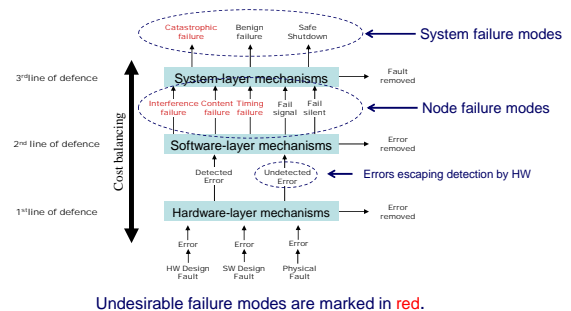 Catastrophic failure
Benign failure
Safe Shutdown
System failure modes
3rd line of defence
System-layer mechanisms
Fault removed
Interference failure
Content failure
Timing failure
Fail signal
Fail silent
Node failure modes
Cost balancing
2nd line of defence
Software-layer mechanisms
Error removed
Detected Error
Undetected Error
Errors escaping detection by HW
1st line of defence
Hardware-layer mechanisms
Error removed
Error
Error
Error
HW Design Fault
SW Design Fault
Physical Fault
Undesirable failure modes are marked in red.